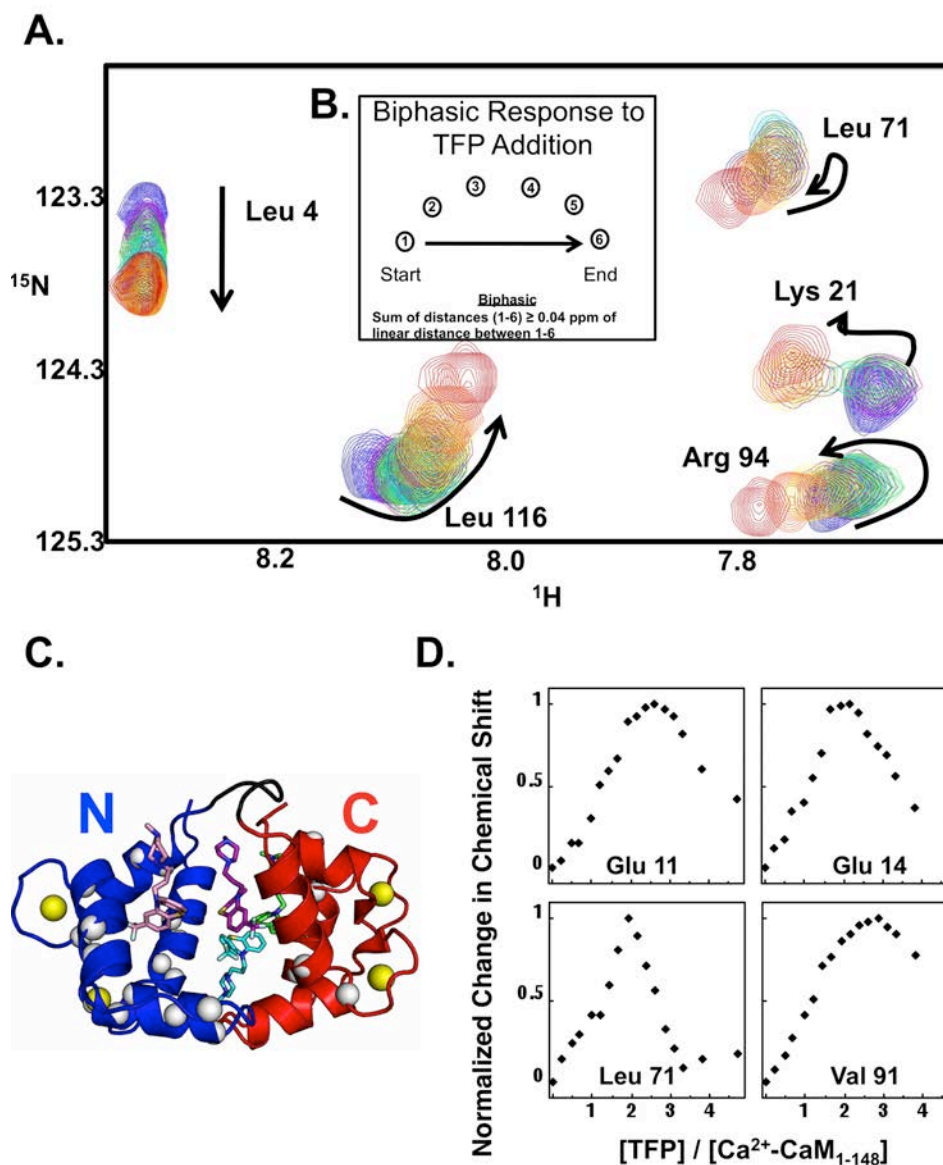 A.
B.
Biphasic Response to
TFP Addition
1
2
3
4
5
6
Start
End
Biphasic
Sum of distances (1-6) ≥ 0.04 ppm of
linear distance between 1-6
Leu 4
Leu 71
Lys 21
Arg 94
Leu 116
123.3
¹⁵N
124.3
125.3
8.2
8.0
7.8
¹H
C.
N
C
D.
Normalized Change in Chemical Shift
1
0.5
0
Glu 11
Glu 14
1
0.5
0
Leu 71
Val 91
1
2
3
4
1
2
3
4
[TFP] / [Ca²⁺-CaM₁₋₁₄₈]